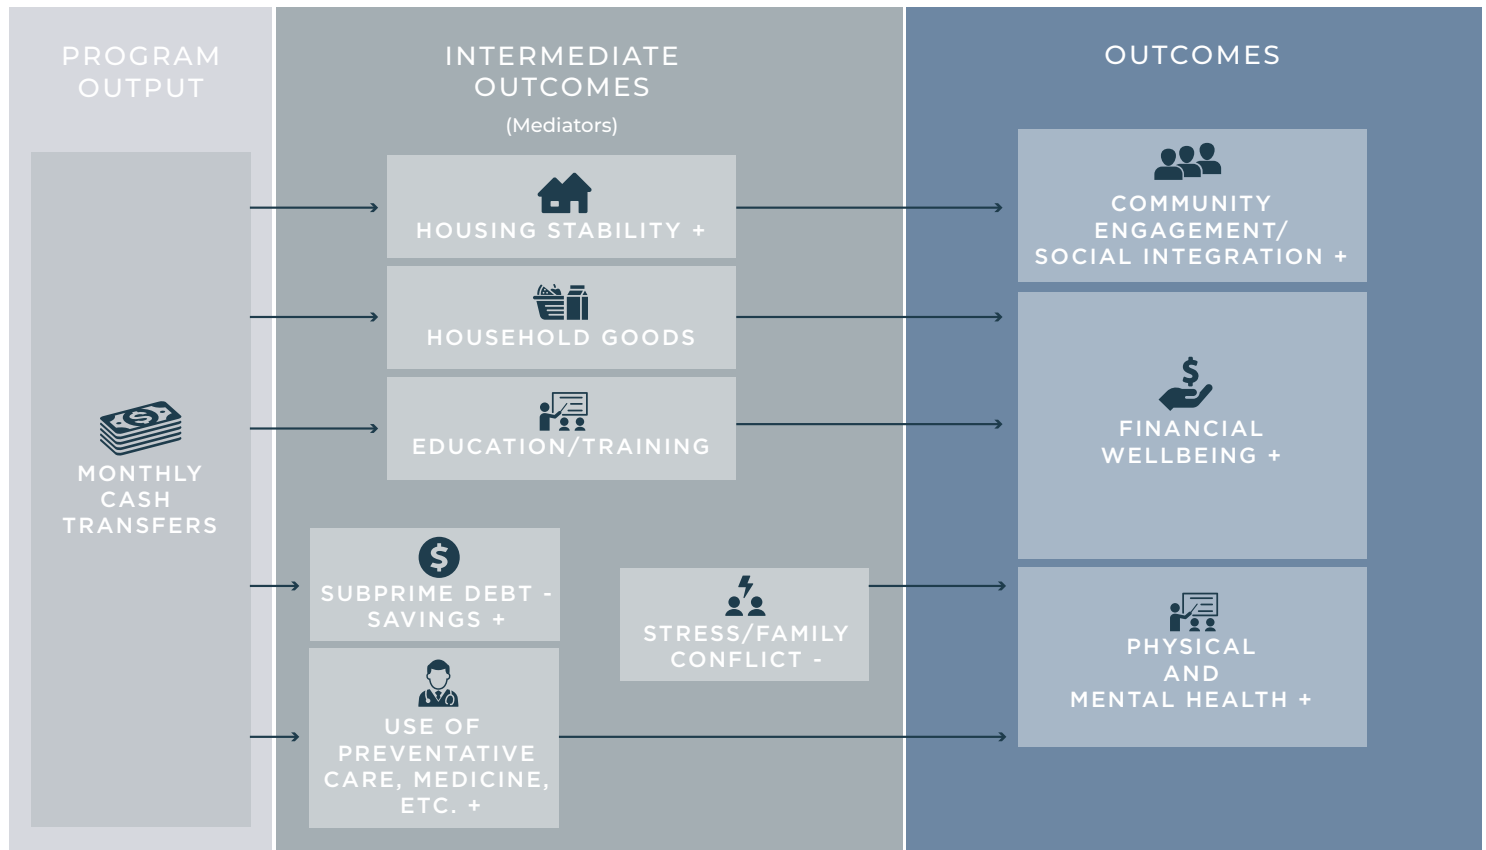 PROGRAM
OUTPUT
MONTHLY
CASH
TRANSFERS
INTERMEDIATE
OUTCOMES
(Mediators)
HOUSING STABILITY +
HOUSEHOLD GOODS
EDUCATION/TRAINING
SUBPRIME DEBT -
SAVINGS +
STRESS/FAMILY
CONFLICT -
USE OF
PREVENTATIVE
CARE, MEDICINE,
ETC. +
OUTCOMES
COMMUNITY
ENGAGEMENT/
SOCIAL INTEGRATION +
FINANCIAL
WELLBEING +
PHYSICAL
AND
MENTAL HEALTH +